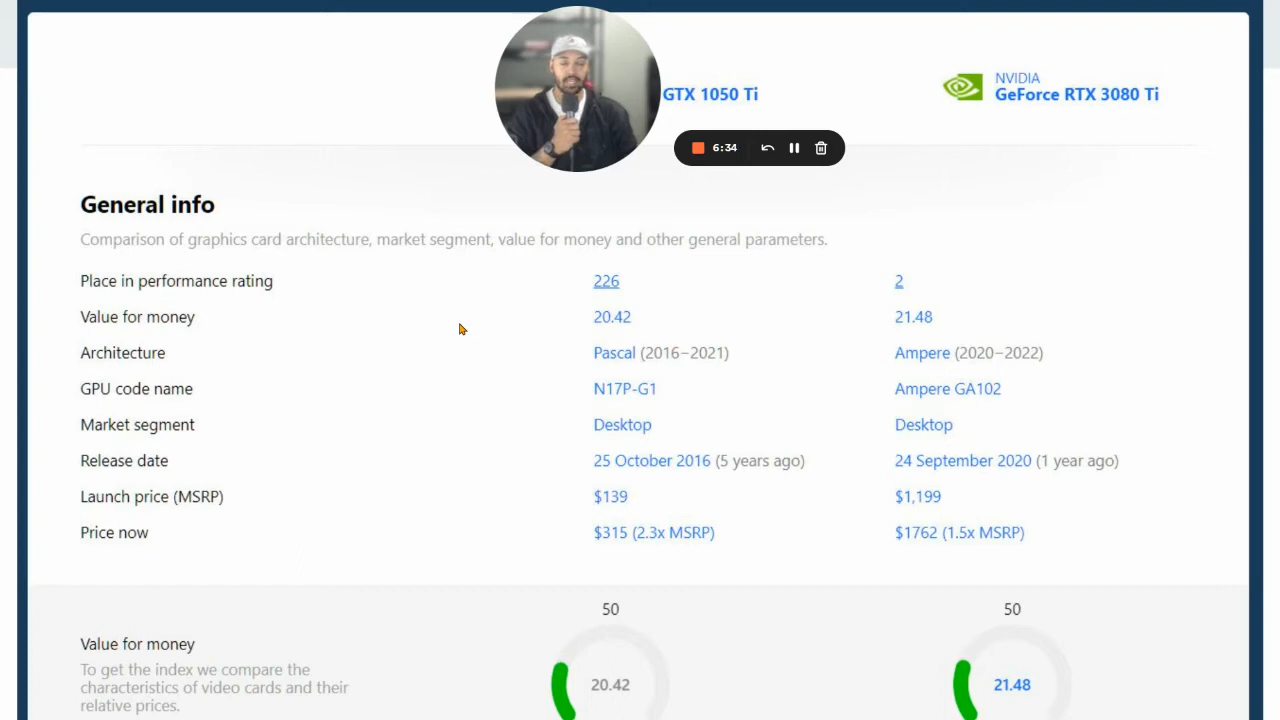 GTX 1050 Ti
NVIDIA
GeForce RTX 3080 Ti
6:34
General info
Comparison of graphics card architecture, market segment, value for money and other general parameters.
Place in performance rating 226 2
Value for money 20.42 21.48
Architecture Pascal (2016–2021) Ampere (2020–2022)
GPU code name N17P-G1 Ampere GA102
Market segment Desktop Desktop
Release date 25 October 2016 (5 years ago) 24 September 2020 (1 year ago)
Launch price (MSRP) $139 $1,199
Price now $315 (2.3x MSRP) $1762 (1.5x MSRP)
50 50
Value for money
To get the index we compare the
characteristics of video cards and their
relative prices.
20.42 21.48